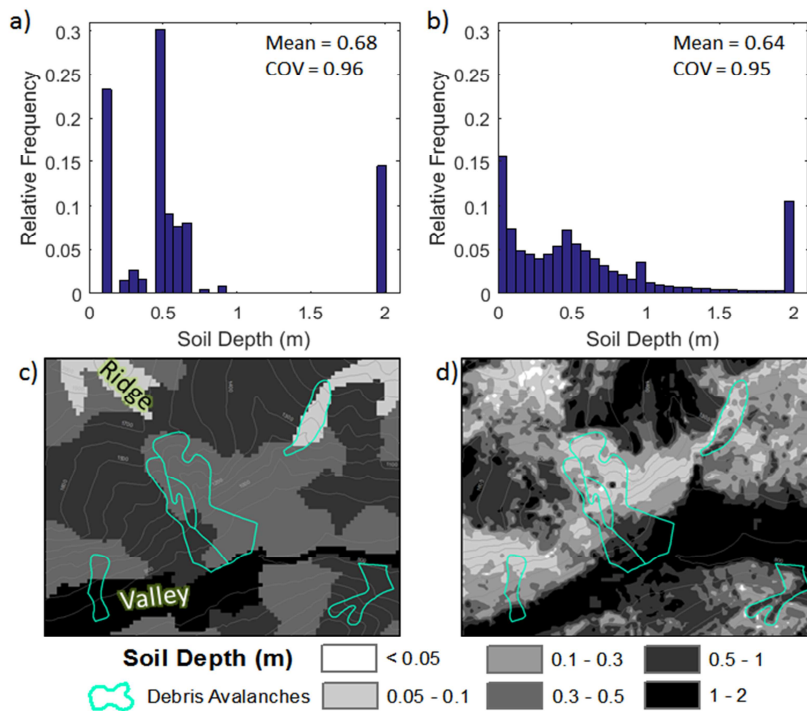 a)
Relative Frequency
0.3
0.25
0.2
0.15
0.1
0.05
0
Mean = 0.68
COV = 0.96
0 0.5 1 1.5 2
Soil Depth (m)
b)
Relative Frequency
0.3
0.25
0.2
0.15
0.1
0.05
0
Mean = 0.64
COV = 0.95
0 0.5 1 1.5 2
Soil Depth (m)
c)
Ridge
Valley
d)
Soil Depth (m)
Debris Avalanches
< 0.05
0.05 - 0.1
0.1 - 0.3
0.3 - 0.5
0.5 - 1
1 - 2